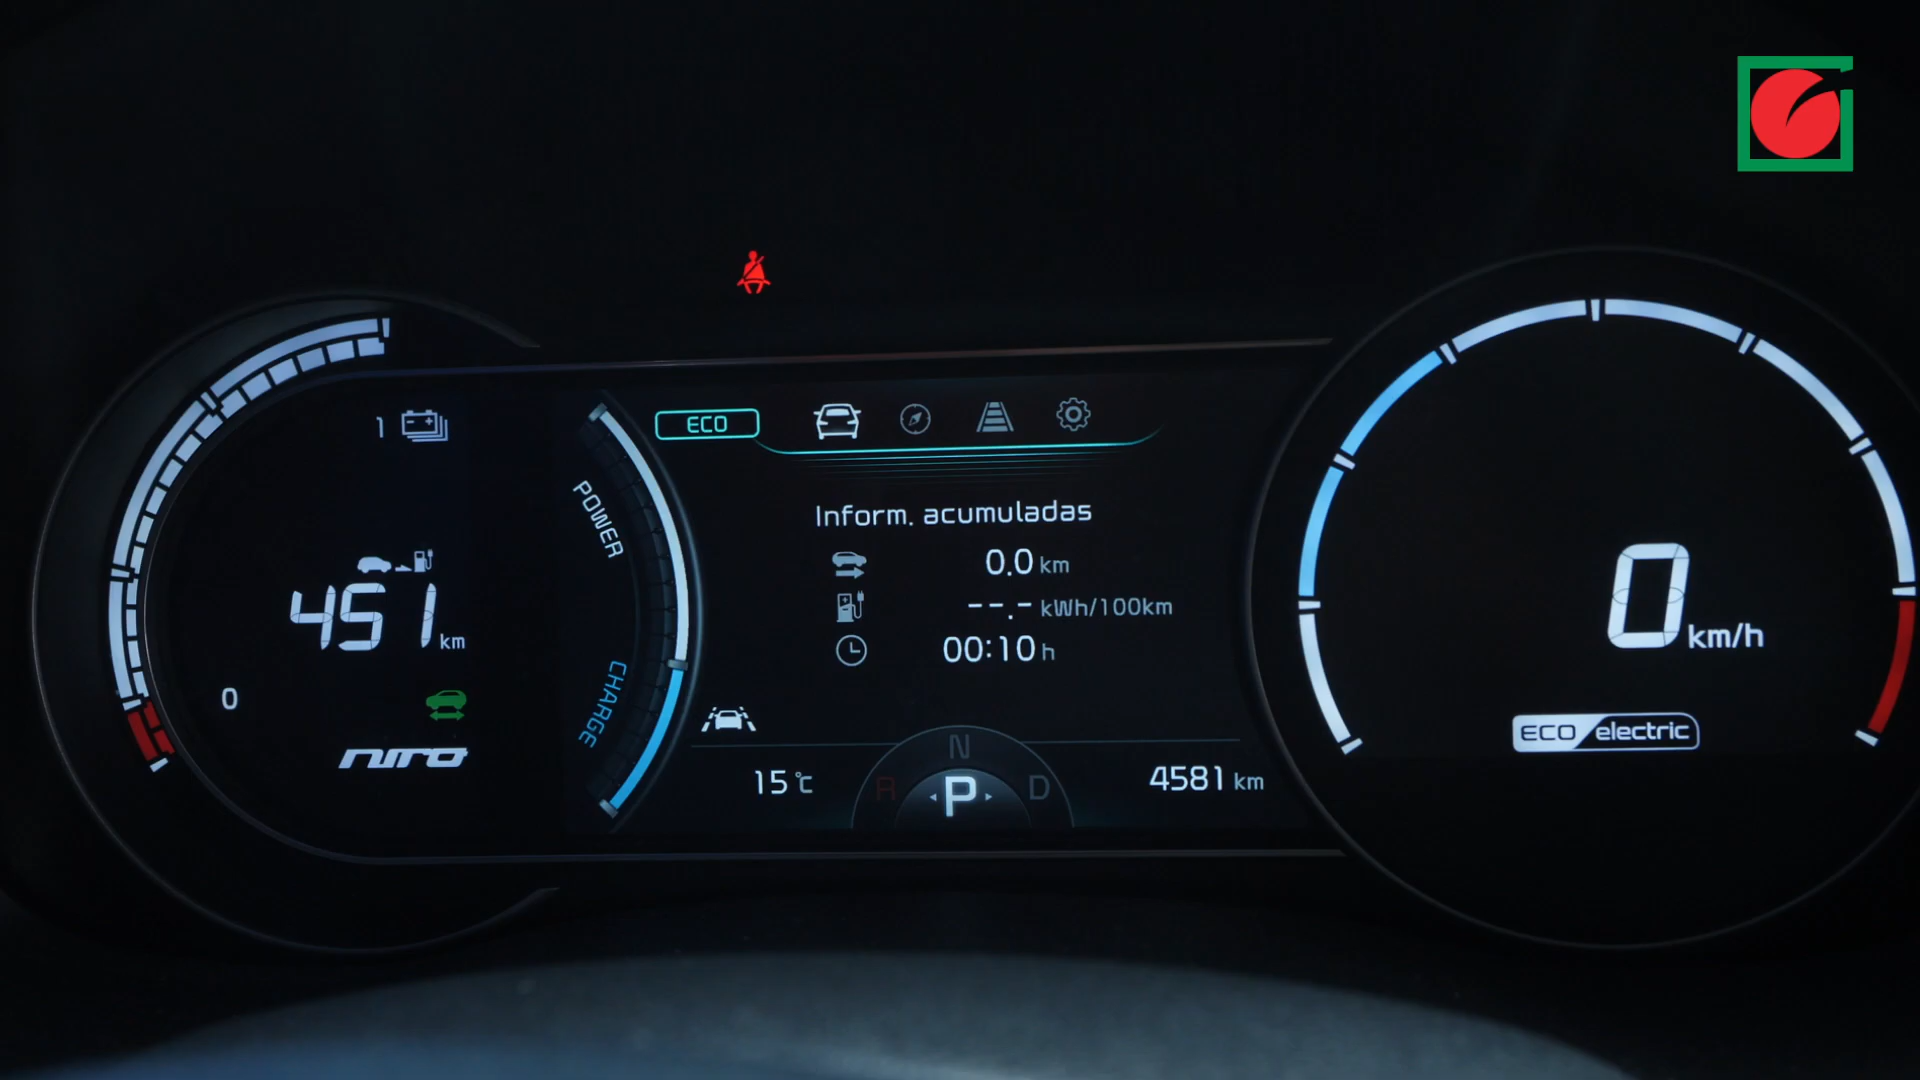 1
ECO
POWER
Inform. acumuladas
0.0 km
--.- kWh/100km
00:10 h
451 km
0 km/h
CHARGE
0
niro
ECO electric
N
15 °C
R
P
D
4581 km